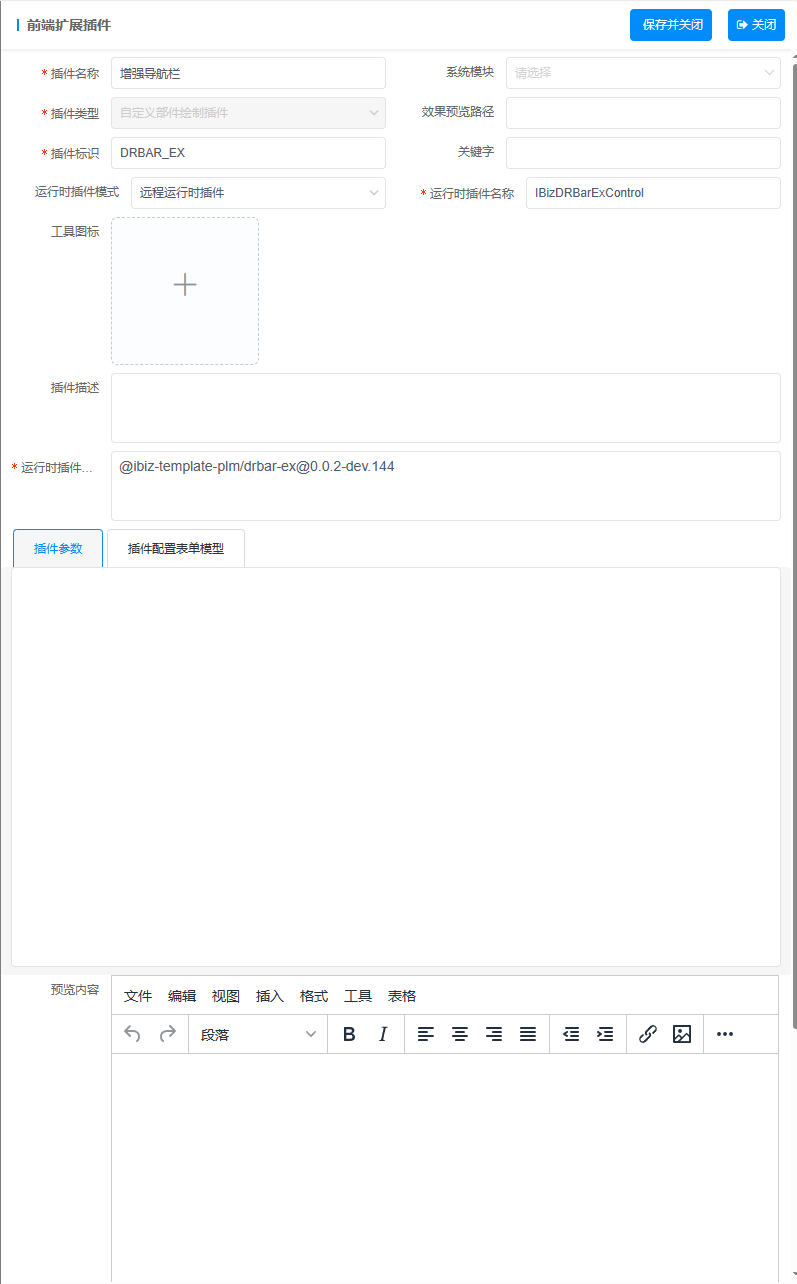 前端扩展插件
保存并关闭 关闭
* 插件名称 增强导航栏 系统模块 请选择
* 插件类型 自定义部件绘制插件 效果预览路径
* 插件标识 DRBAR_EX 关键字
运行时插件模式 远程运行时插件 * 运行时插件名称 IBizDRBarExControl
工具图标
插件描述
* 运行时插件... @ibiz-template-plm/drbar-ex@0.0.2-dev.144
插件参数 插件配置表单模型
预览内容 文件 编辑 视图 插入 格式 工具 表格
段落 B I